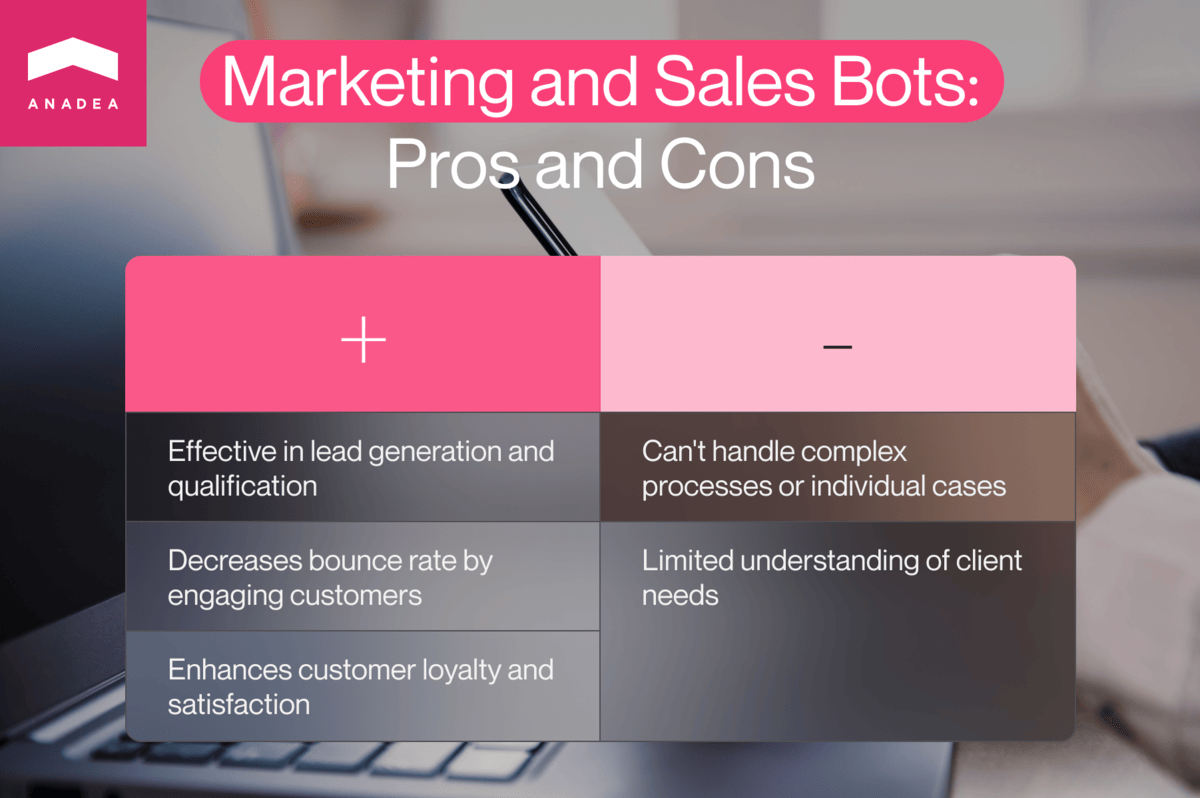 ANADEA
Marketing and Sales Bots:
Pros and Cons
+
–
Effective in lead generation and
qualification
Can't handle complex
processes or individual cases
Decreases bounce rate by
engaging customers
Limited understanding of client
needs
Enhances customer loyalty and
satisfaction